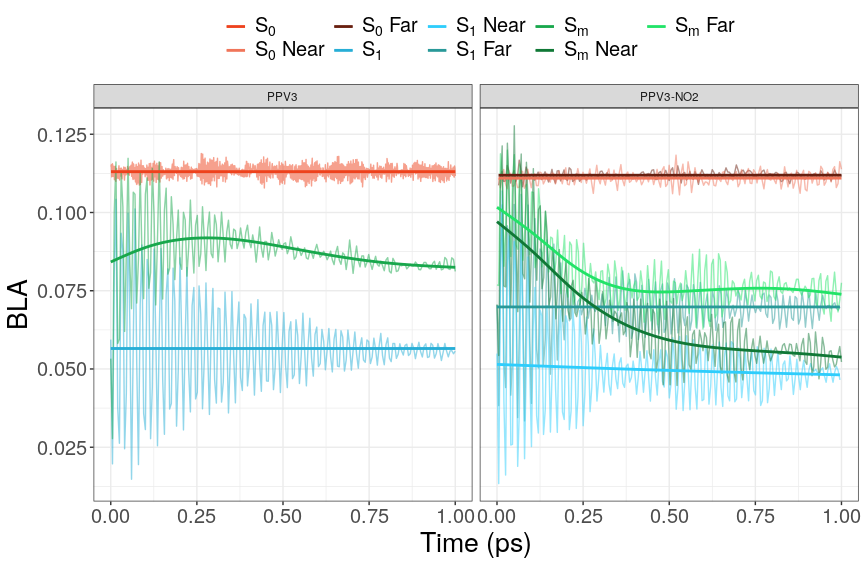 S0 S0 Far S1 Near Sm Sm Far
S0 Near S1 S1 Far Sm Near
PPV3 PPV3-NO2
0.125
0.100
0.075
0.050
0.025
BLA
0.00 0.25 0.50 0.75 1.00 0.00 0.25 0.50 0.75 1.00
Time (ps)